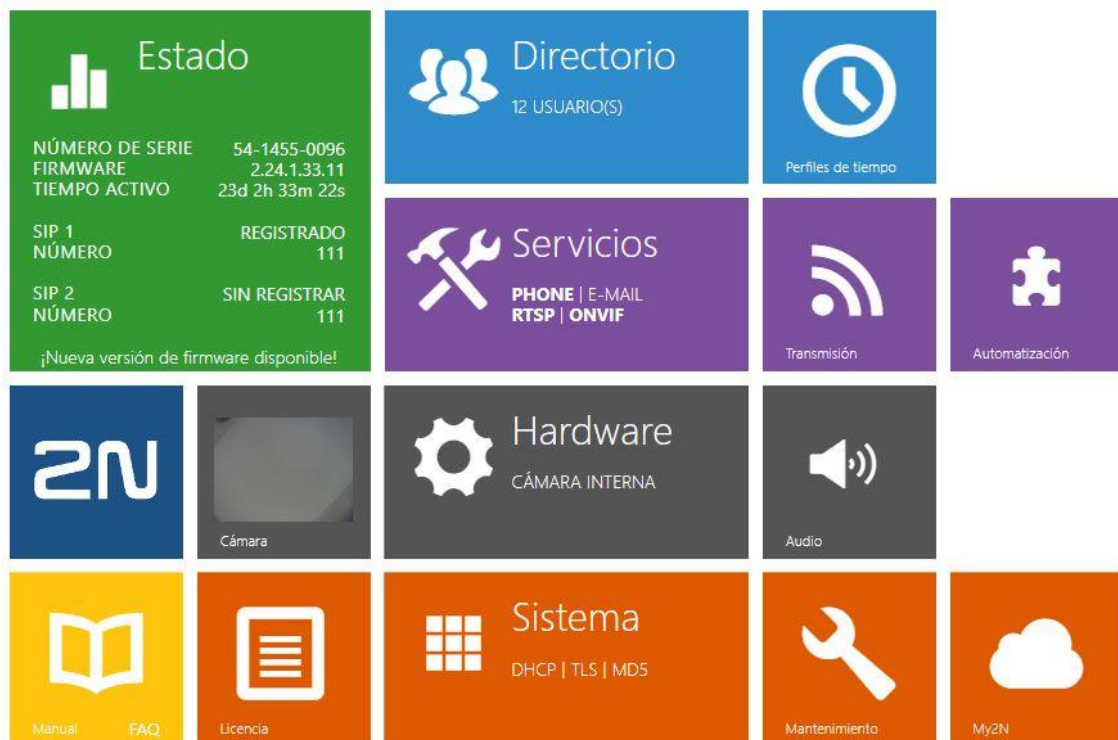 Estado
NÚMERO DE SERIE 54-1455-0096
FIRMWARE 2.24.1.33.11
TIEMPO ACTIVO 23d 2h 33m 22s
SIP 1 REGISTRADO
NÚMERO 111
SIP 2 SIN REGISTRAR
NÚMERO 111
¡Nueva versión de firmware disponible!
Directorio
12 USUARIO(S)
Perfiles de tiempo
Servicios
PHONE | E-MAIL
RTSP | ONVIF
Transmisión
Automatización
2N
Cámara
Hardware
CÁMARA INTERNA
Audio
Manual FAQ
Licencia
Sistema
DHCP | TLS | MD5
Mantenimiento
My2N